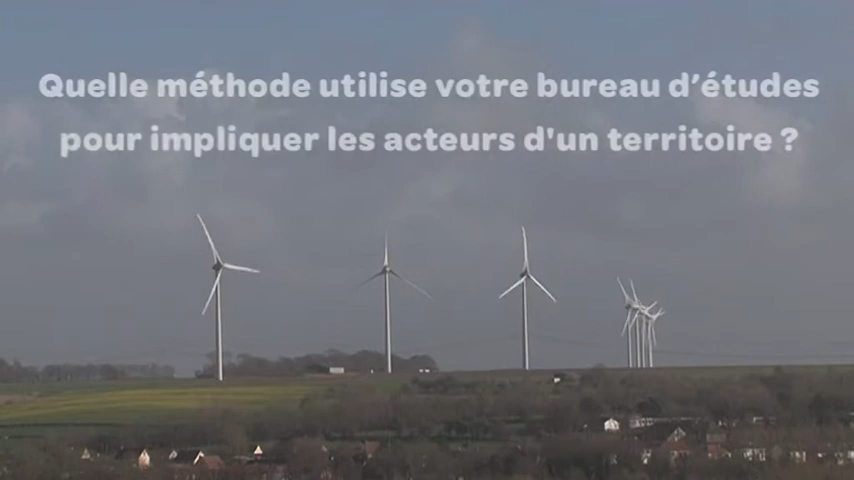 Quelle méthode utilise votre bureau d’études
pour impliquer les acteurs d'un territoire ?